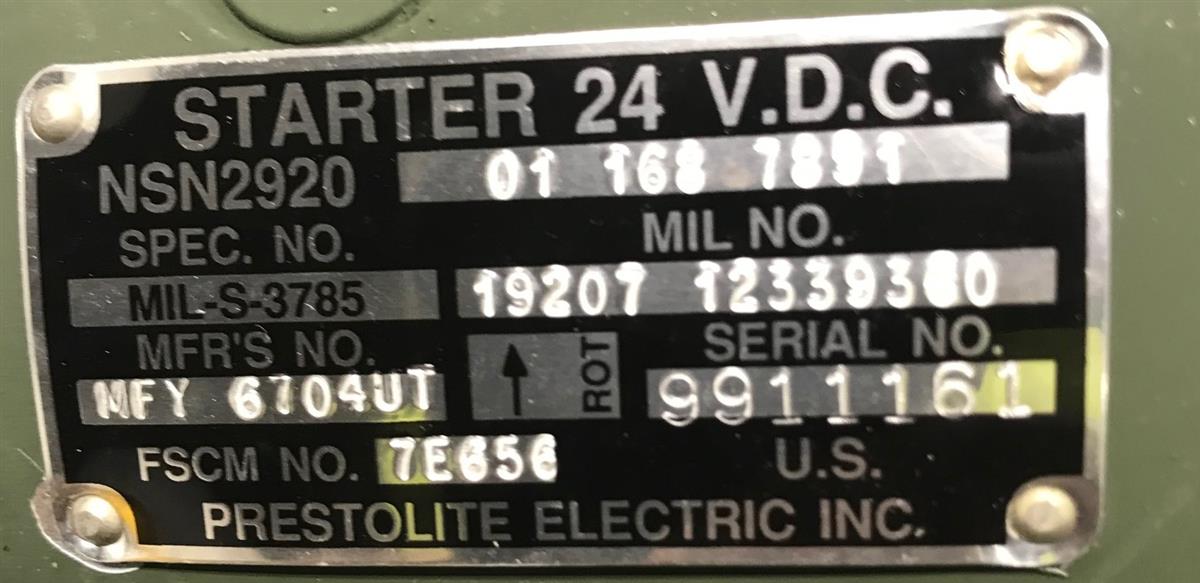 STARTER 24 V.D.C.
NSN2920 01 168 7891
SPEC. NO. MIL NO.
MIL-S-3785 19207 12339360
MFR'S NO. ROT SERIAL NO.
MFY 6704UT 9911161
FSCM NO. 7E656 U.S.
PRESTOLITE ELECTRIC INC.